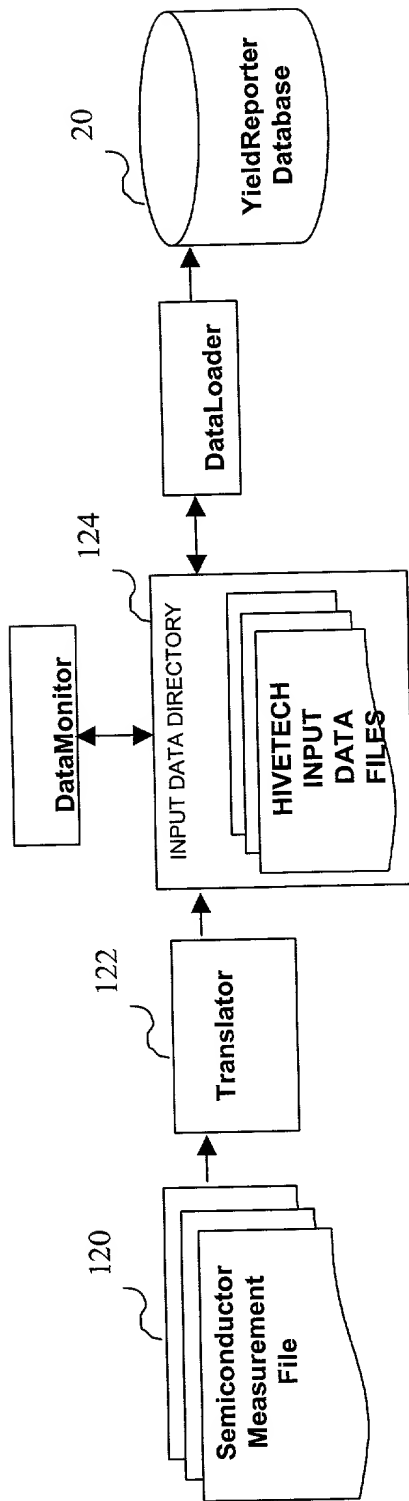 120
Semiconductor
Measurement
File
122
Translator
DataMonitor
124
INPUT DATA DIRECTORY
HIVETECH
INPUT
DATA
FILES
DataLoader
20
YieldReporter
Database